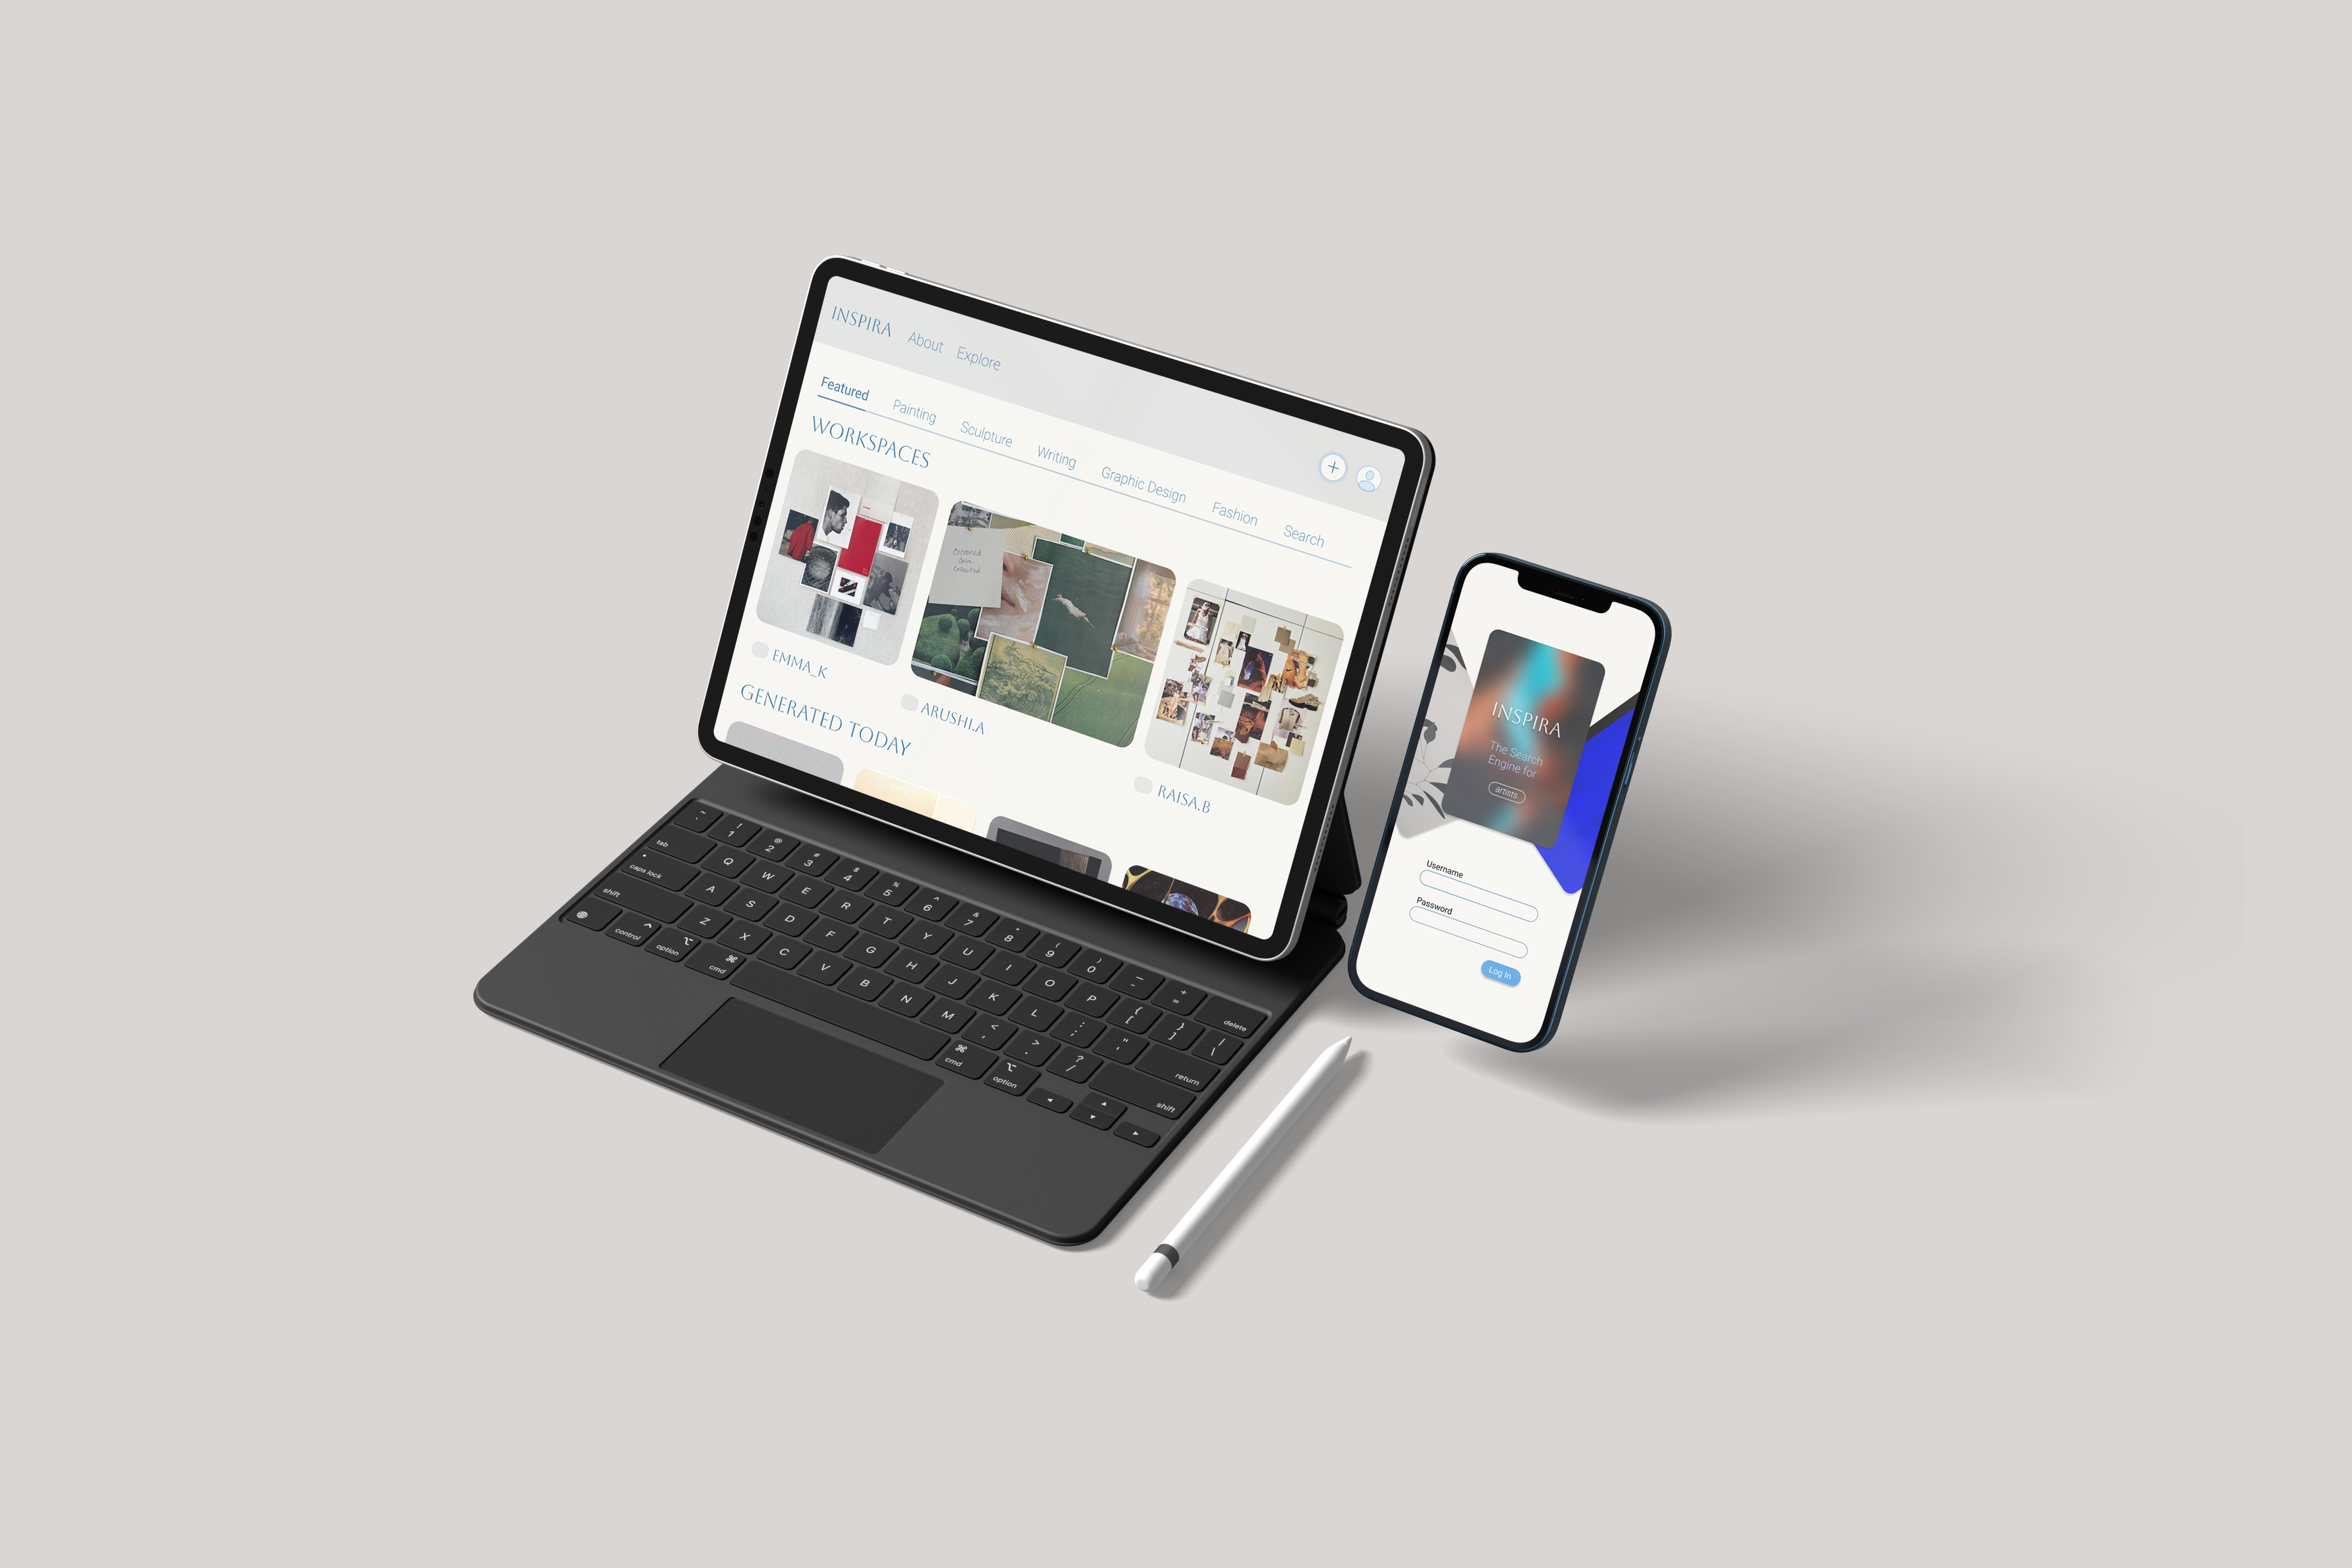 INSPIRA About Explore
Featured Painting Sculpture Writing Graphic Design Fashion Search
WORKSPACES
Cocooned
Calm
Collected
EMMA_K
ARUSHI.A
RAISA.B
GENERATED TODAY
INSPIRA
The Search
Engine for
artists
Username
Password
Log In
! @ # $ % ^ & * ( ) _ +
1 2 3 4 5 6 7 8 9 0 - = delete
tab Q W E R T Y U I O P { [ } ] | \
caps lock A S D F G H J K L : ; " ' return
shift Z X C V B N M < , > . ? / shift
control option cmd cmd option